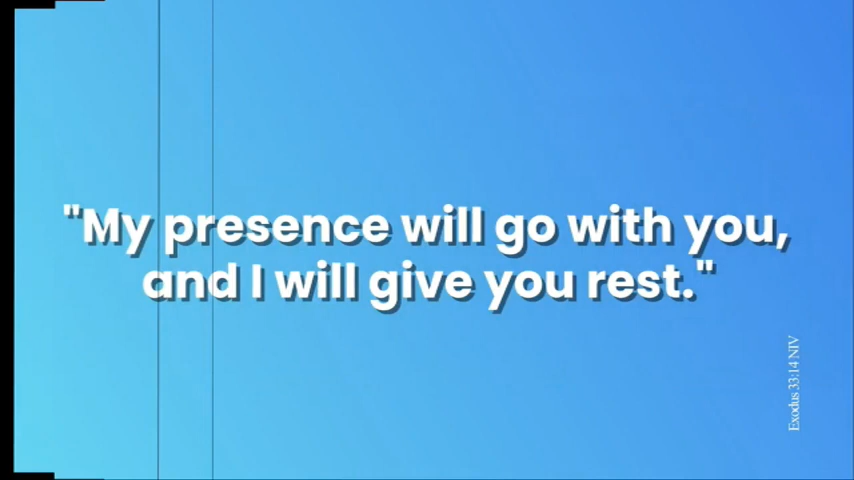 "My presence will go with you,
and I will give you rest."
Exodus 33:14 NIV